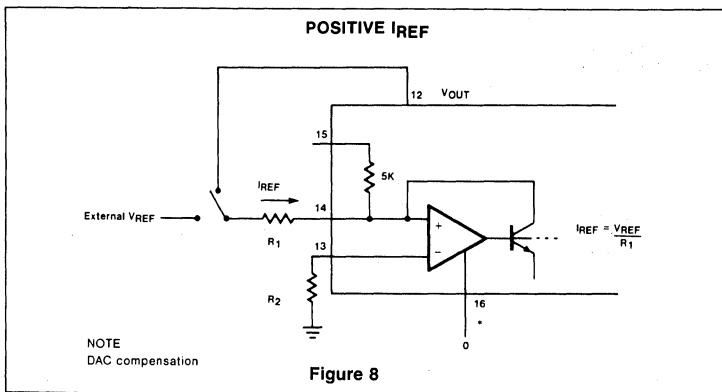 POSITIVE IREF
12 VOUT
15
5K
IREF
14
External VREF
R1
+
−
IREF = VREF
R1
13
R2
16
*
0
NOTE
DAC compensation
Figure 8